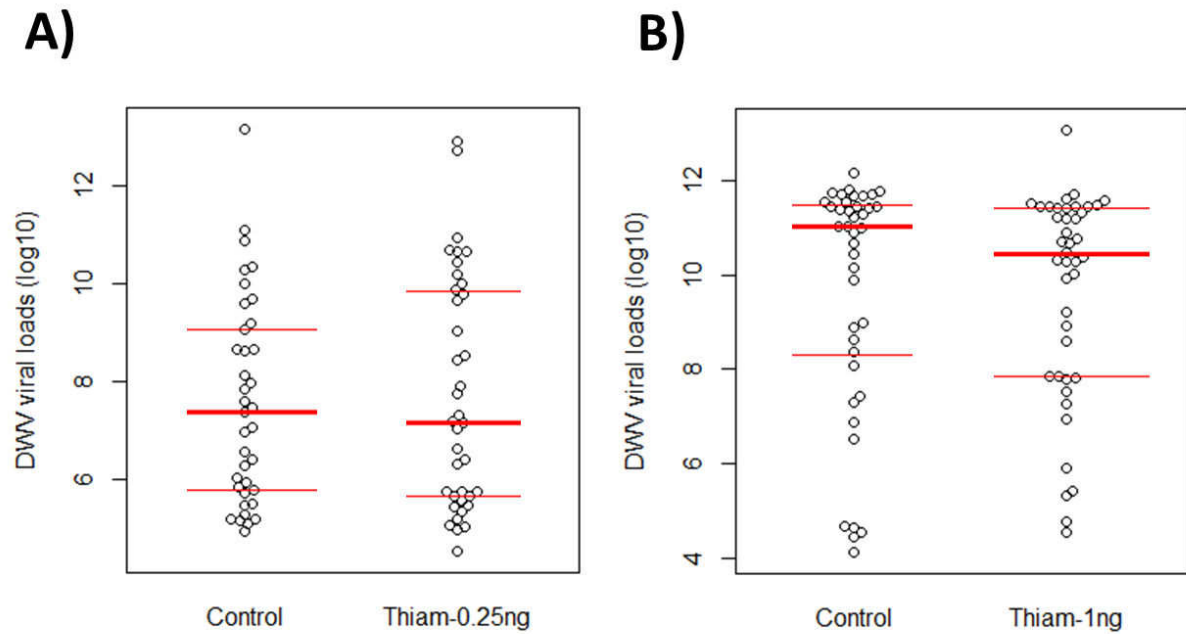 A)
DWV viral loads (log10)
12
10
8
6
Control Thiam-0.25ng
B)
DWV viral loads (log10)
12
10
8
6
4
Control Thiam-1ng